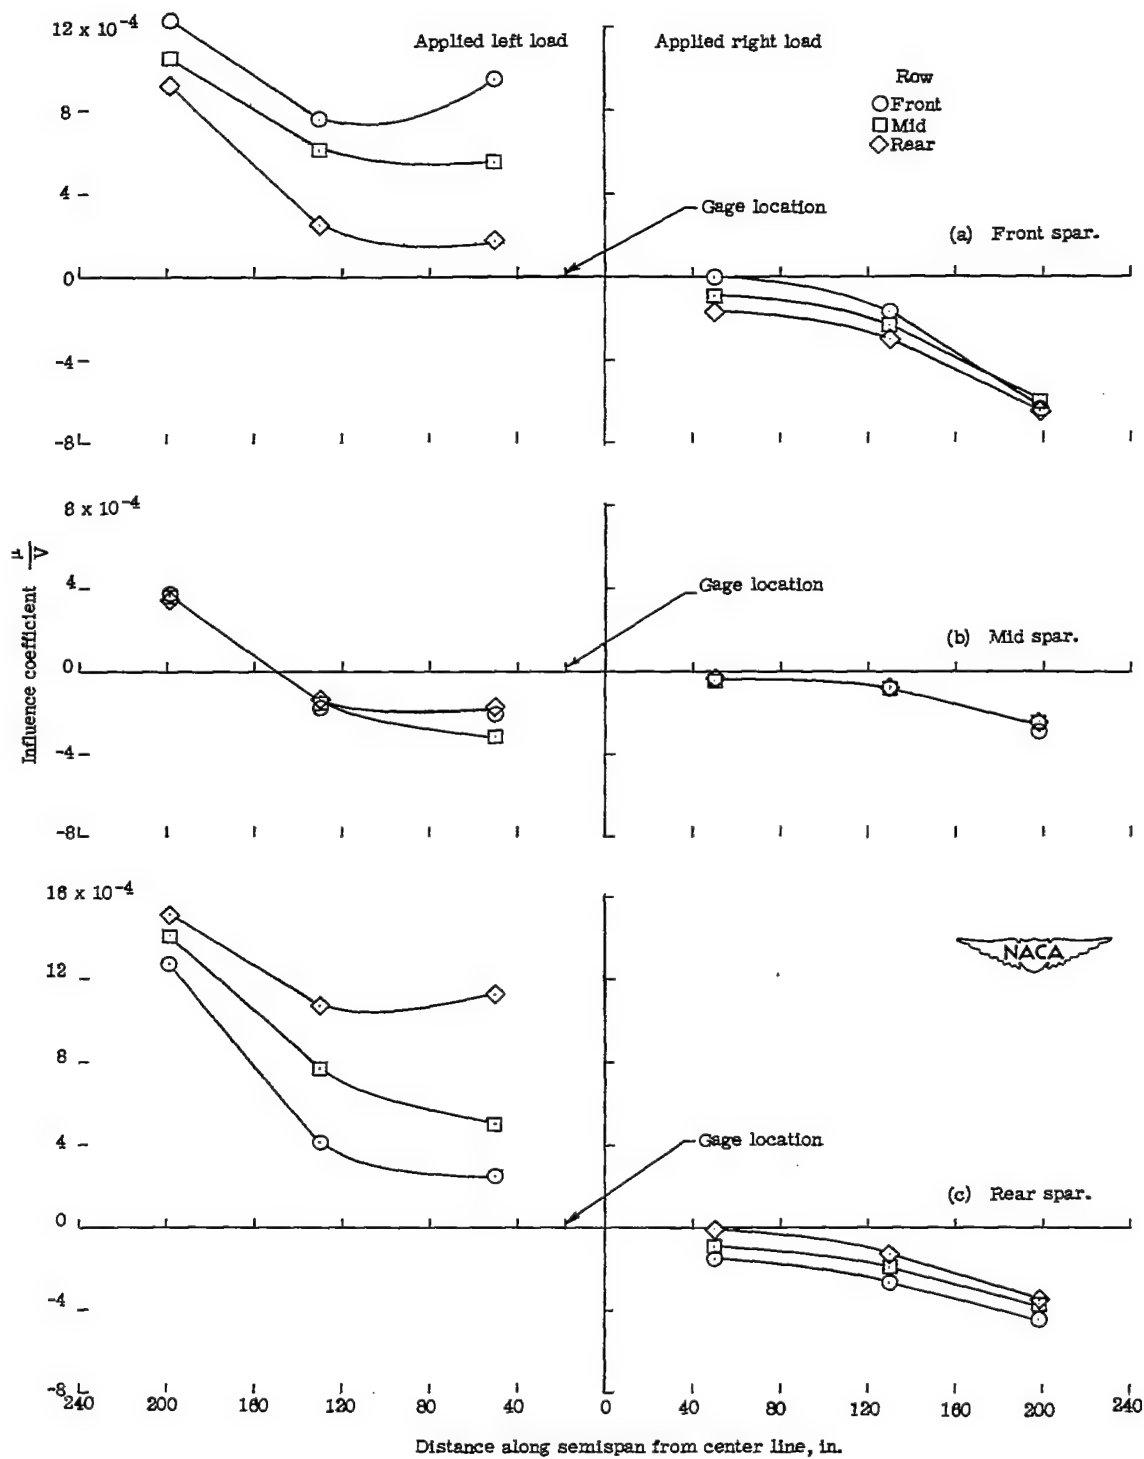 12 x 10-4
Applied left load
Applied right load
Row
Front
Mid
Rear
8
4
Gage location
(a) Front spar.
0
-4
-8
8 x 10-4
4
Gage location
(b) Mid spar.
0
-4
-8
Influence coefficient μ/V
16 x 10-4
NACA
12
8
4
Gage location
(c) Rear spar.
0
-4
-8
240 200 160 120 80 40 0 40 80 120 160 200 240
Distance along semispan from center line, in.